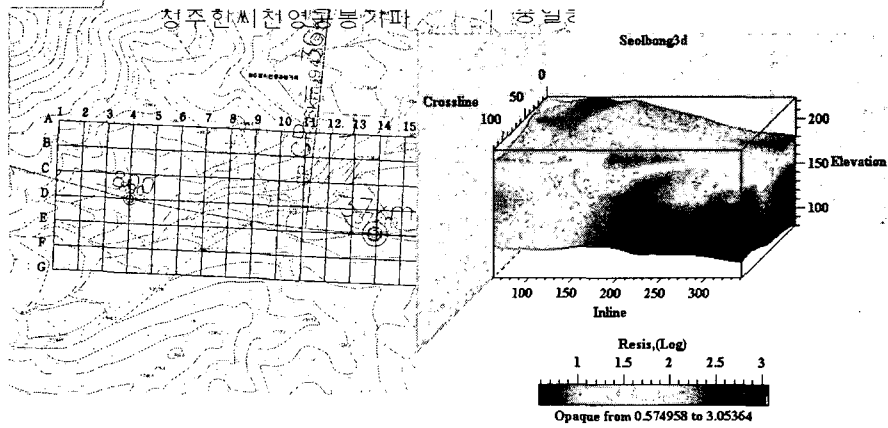 청주한씨천영공봉가파
Seolbong3d
0
50
100
Crossline
200
150
100
Elevation
100 150 200 250 300
Inline
Resis,(Log)
1 1.5 2 2.5 3
Opaque from 0.574958 to 3.05364
1 2 3 4 5 6 7 8 9 10 11 12 13 14 15
A
B
C
D
E
F
G